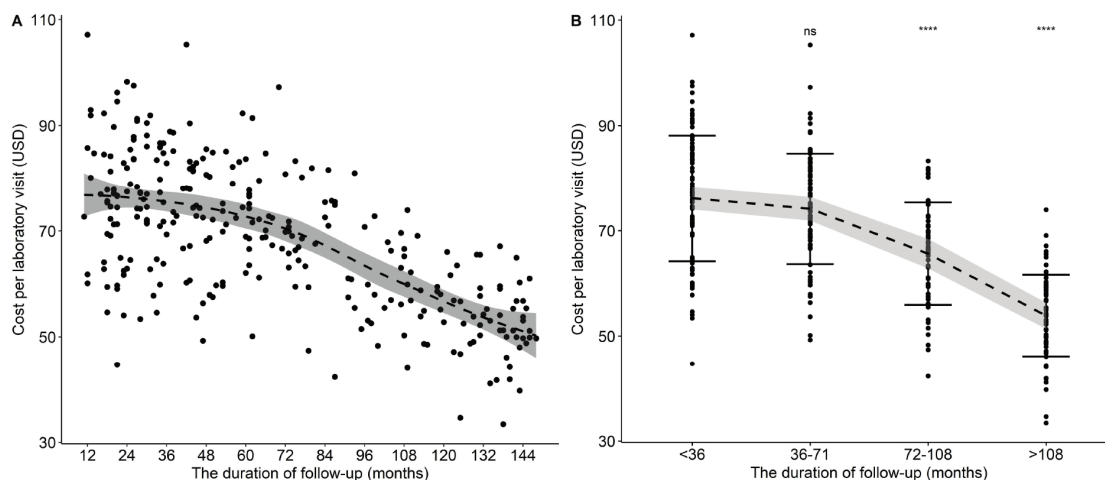 A
Cost per laboratory visit (USD)
110
90
70
50
30
12 24 36 48 60 72 84 96 108 120 132 144
The duration of follow-up (months)
B
Cost per laboratory visit (USD)
110
90
70
50
30
ns **** ****
<36 36-71 72-108 >108
The duration of follow-up (months)